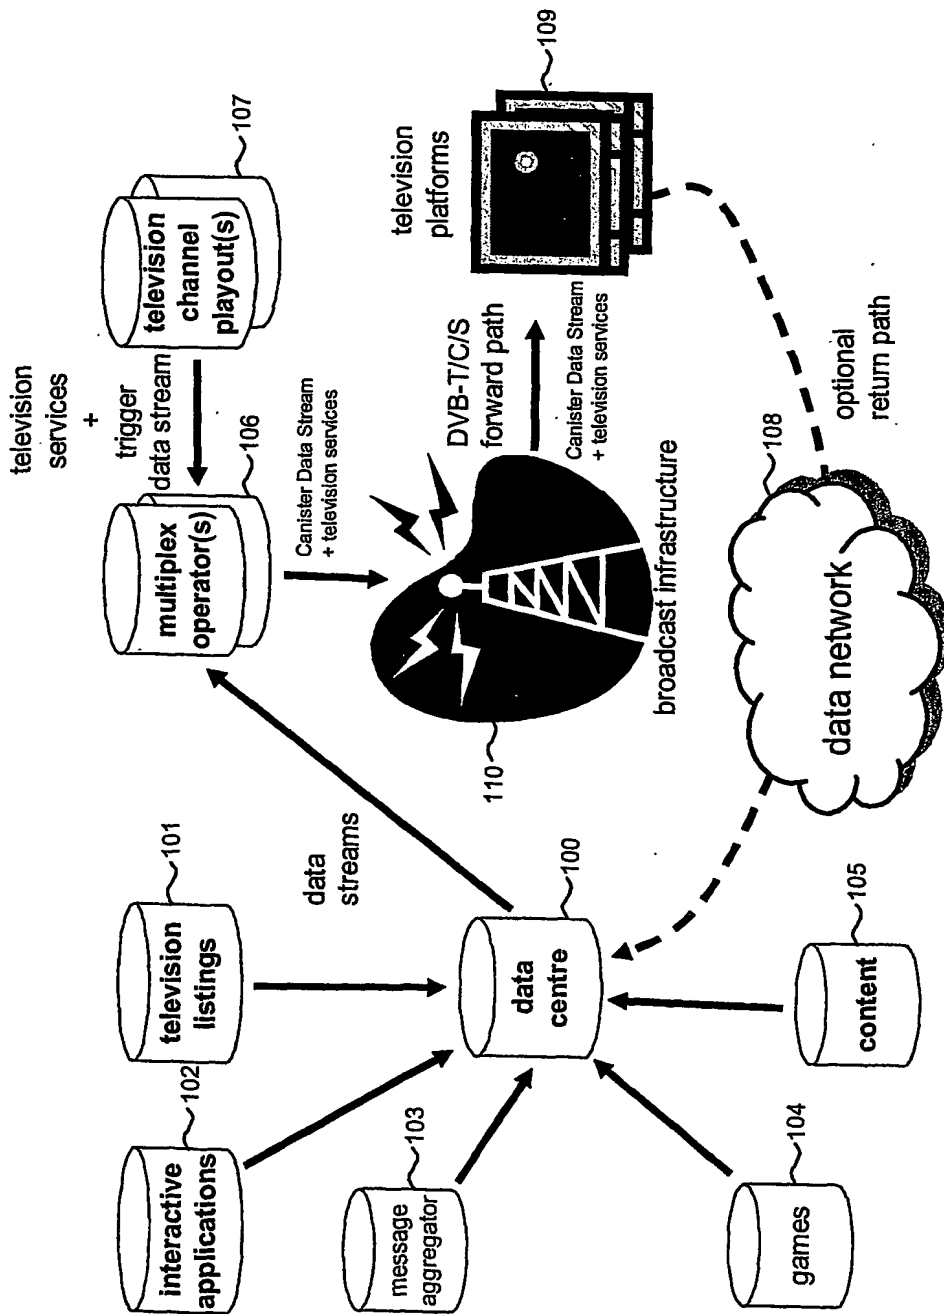 interactive
applications
102
television
listings
101
message
aggregator
103
games
104
content
105
data
centre
100
data
streams
multiplex
operator(s)
106
television
services
+
trigger
data stream
television
channel
playout(s)
107
Canister Data Stream
+ television services
110
broadcast infrastructure
DVB-T/C/S
forward path
Canister Data Stream
+ television services
television
platforms
109
data network
108
optional
return path